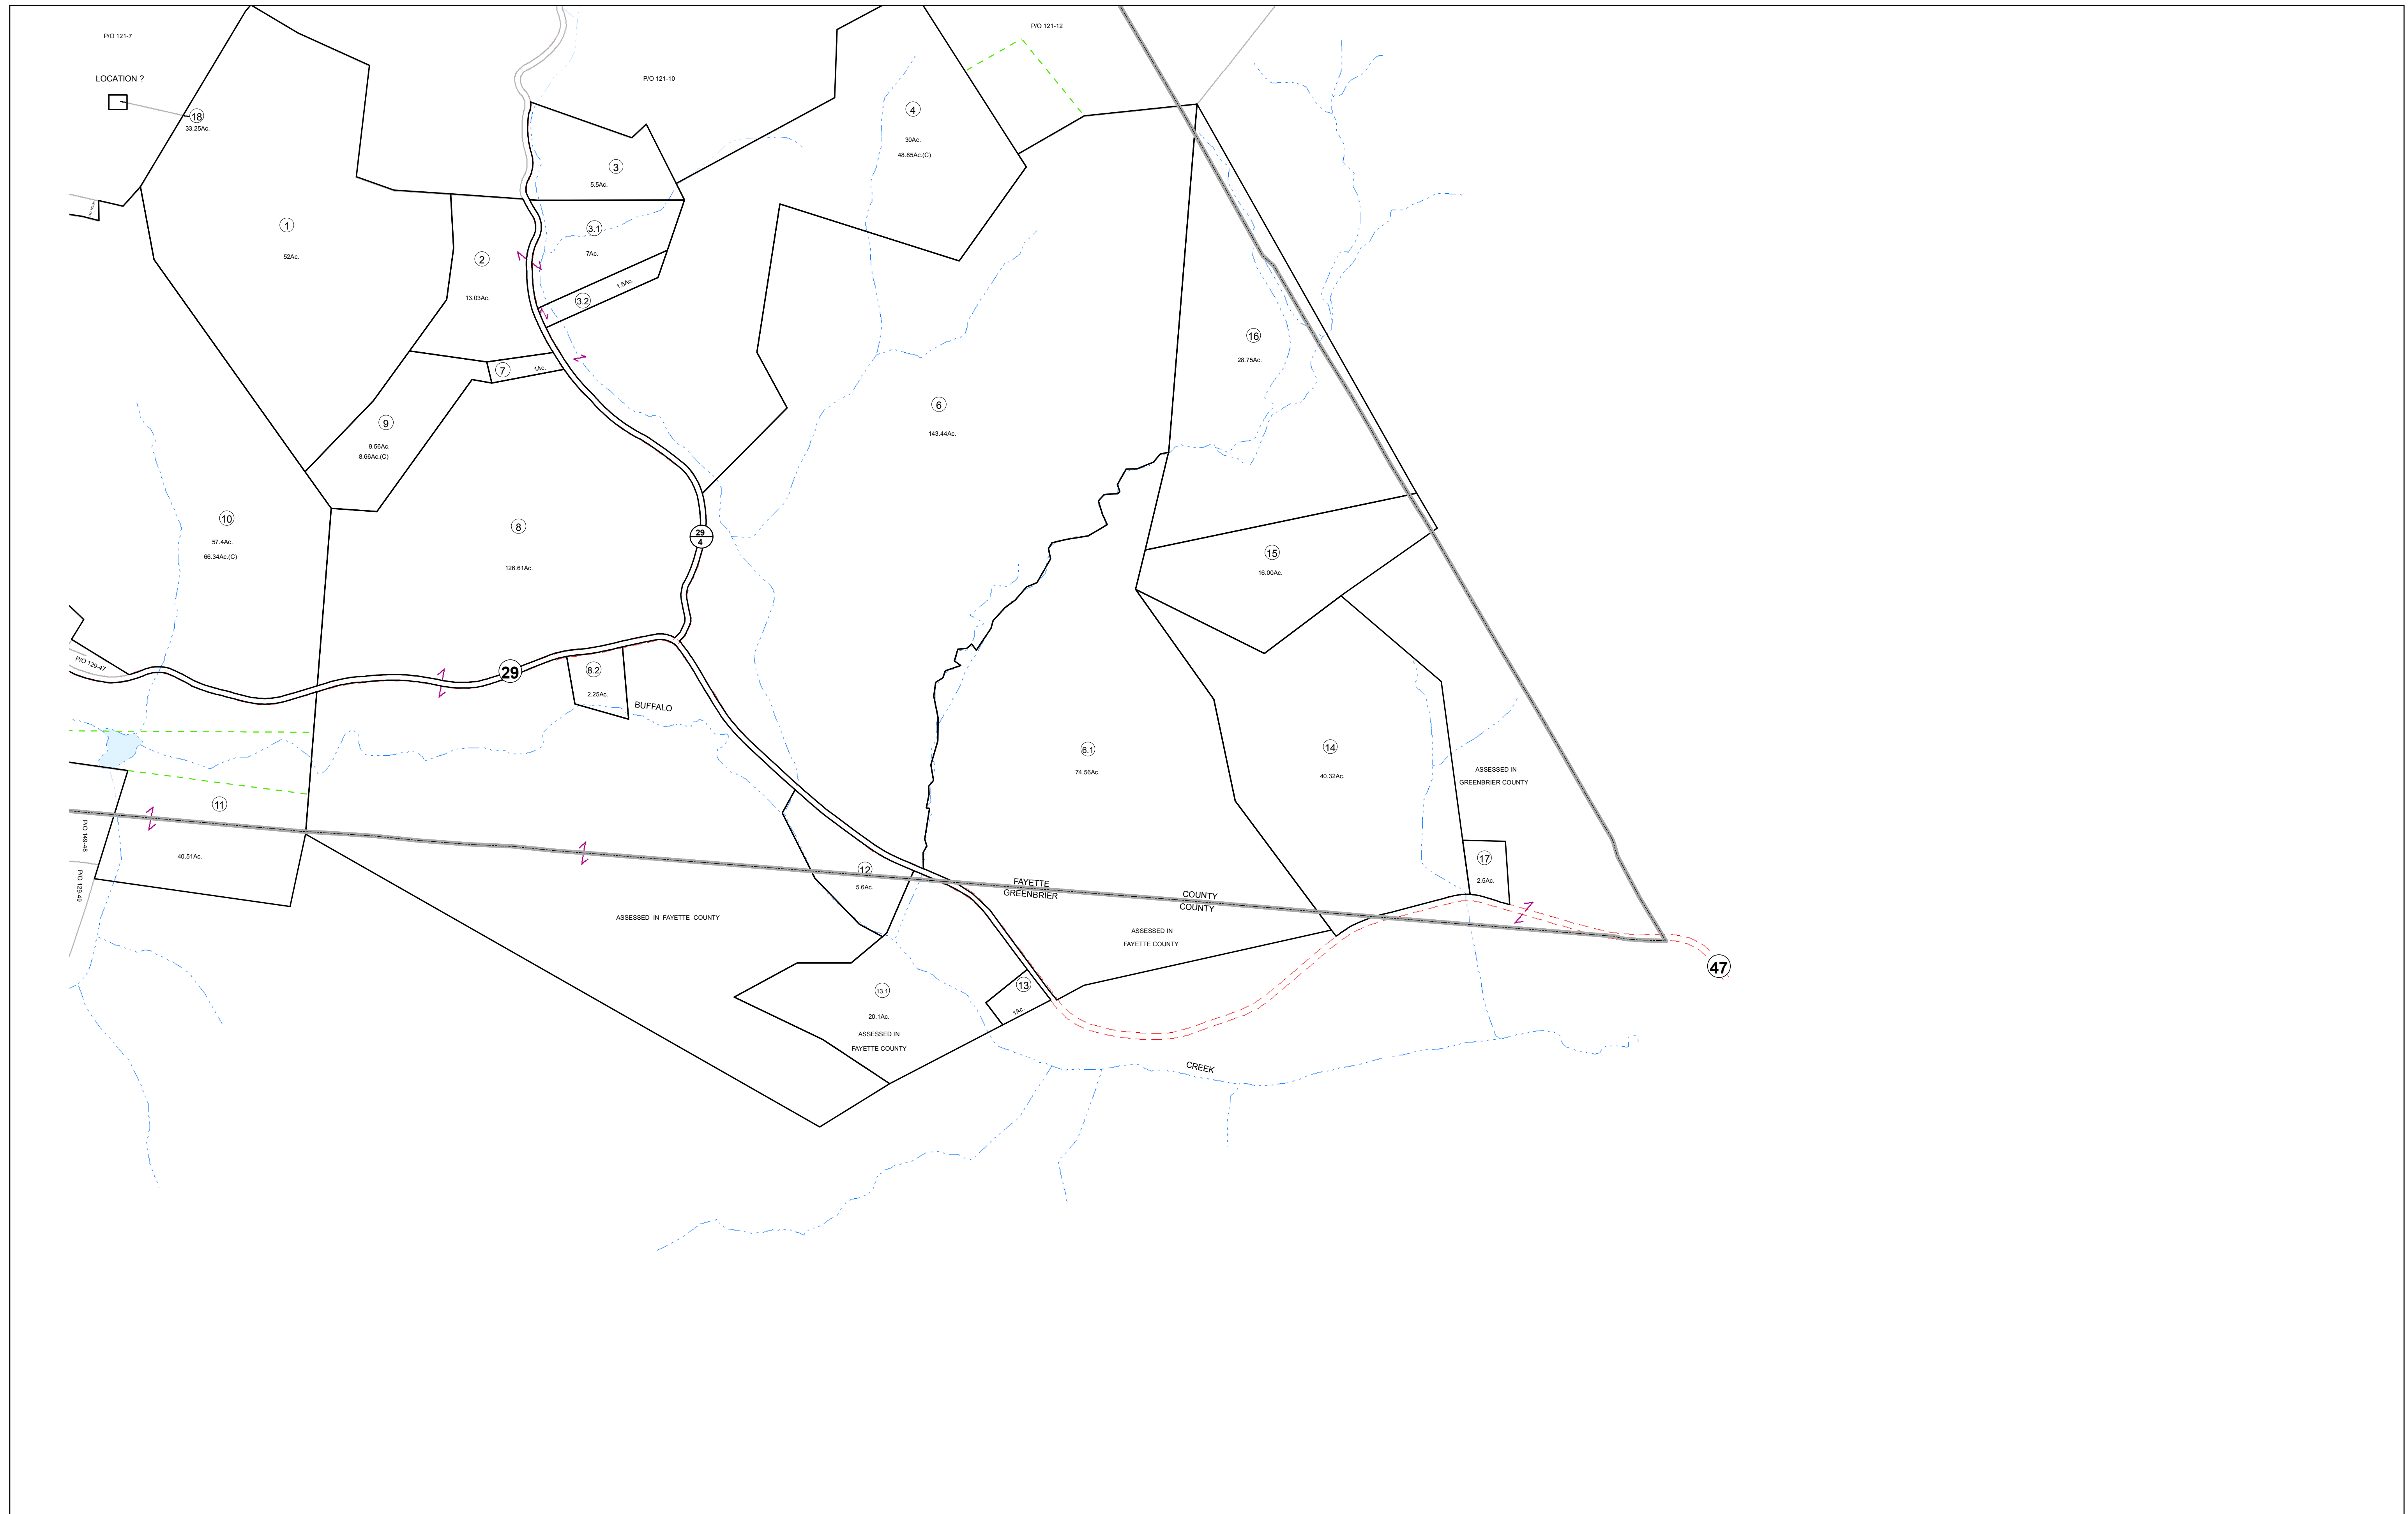 P/O 121-7
P/O 121-12
LOCATION ?
P/O 121-10
18
33.25Ac.
4
30Ac.
48.85Ac.(C)
3
5.5Ac.
1
52Ac.
3.1
7Ac.
2
13.03Ac.
3.2
1.5Ac.
16
28.75Ac.
7
1Ac.
6
143.44Ac.
9
9.56Ac.
8.66Ac.(C)
10
57.4Ac.
66.34Ac.(C)
8
126.61Ac.
29
4
15
16.00Ac.
P/O 129-47
29
8.2
2.25Ac.
BUFFALO
6.1
74.56Ac.
14
40.32Ac.
ASSESSED IN
GREENBRIER COUNTY
11
P/O 149-48
40.51Ac.
P/O 129-49
12
5.6Ac.
17
2.5Ac.
FAYETTE COUNTY
GREENBRIER COUNTY
ASSESSED IN FAYETTE COUNTY
ASSESSED IN
FAYETTE COUNTY
47
13.1
20.1Ac.
ASSESSED IN
FAYETTE COUNTY
13
1Ac.
CREEK